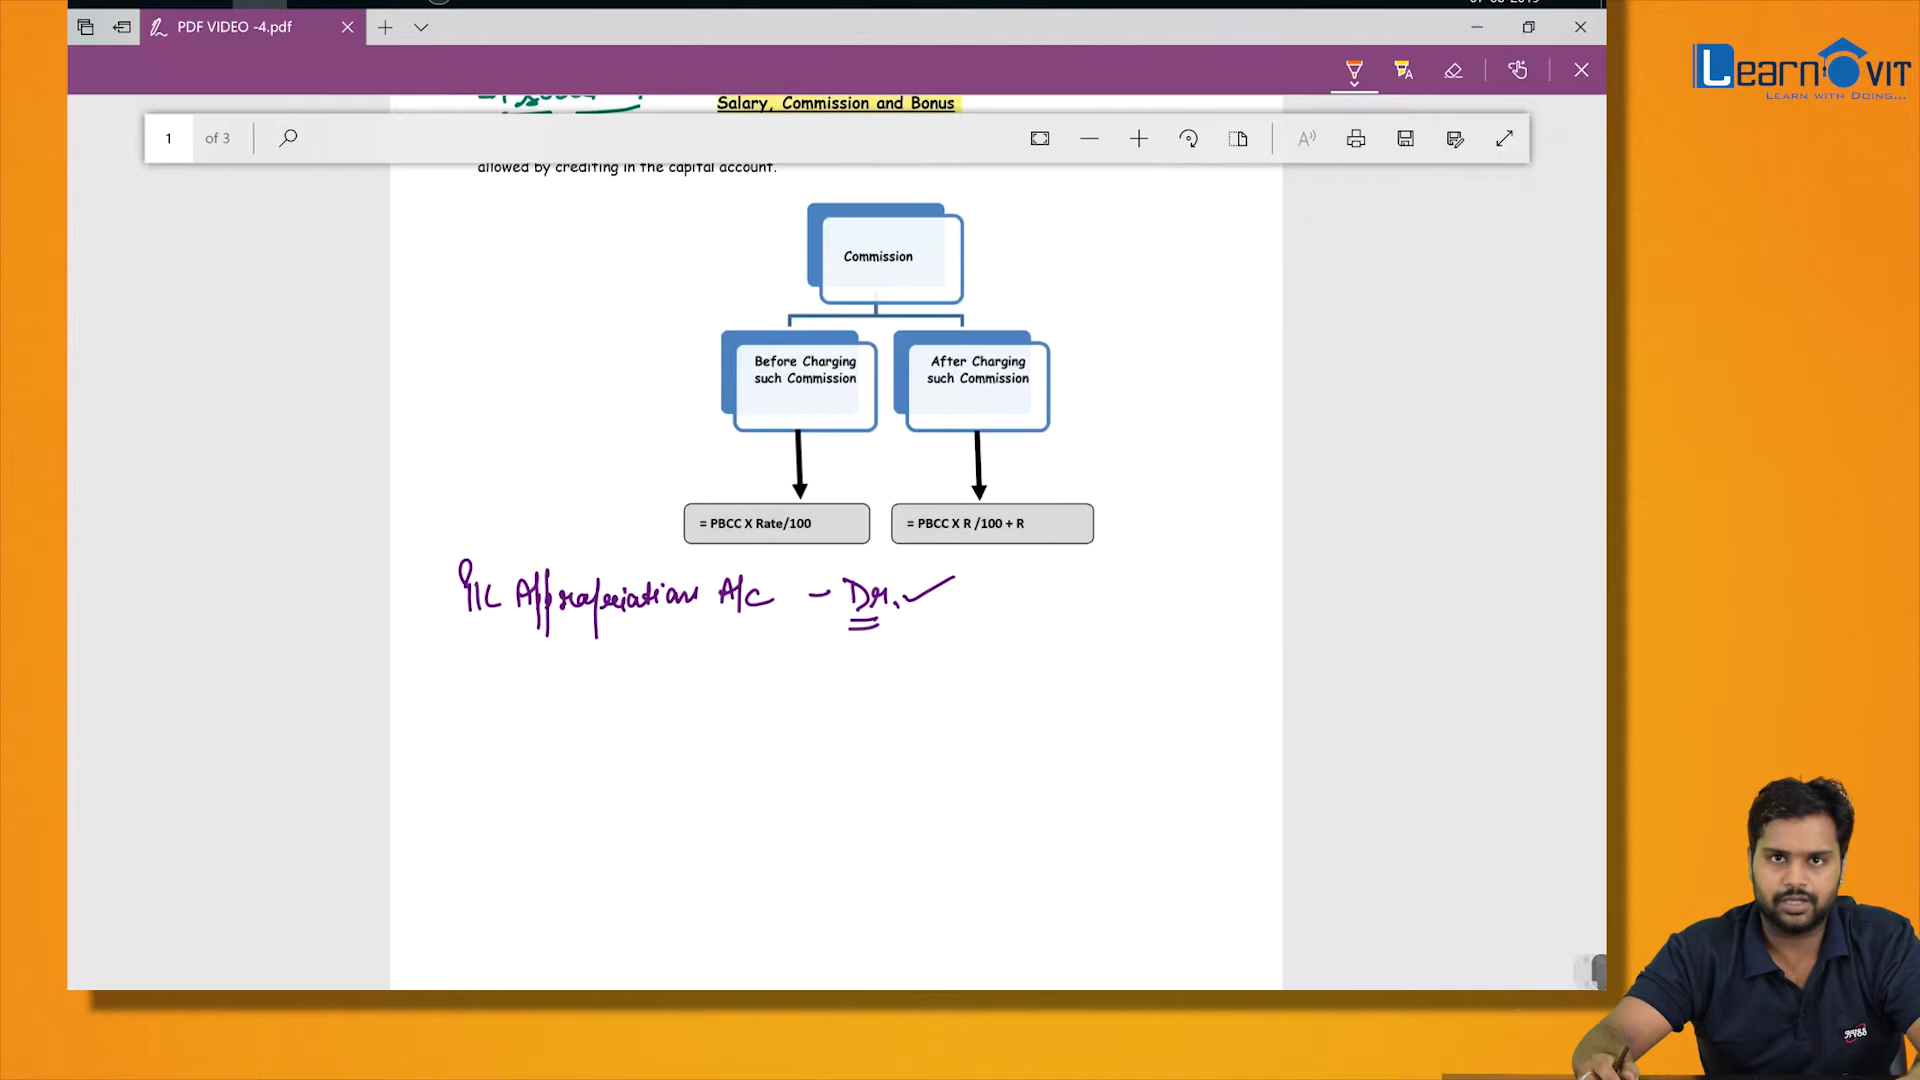 PDF VIDEO -4.pdf
LearnOVIT
LEARN WITH DOING...
Salary, Commission and Bonus
1 of 3
allowed by crediting in the capital account.
Commission
Before Charging
such Commission
After Charging
such Commission
= PBCC X Rate/100
= PBCC X R /100 + R
Appropriation A/c - Dr.